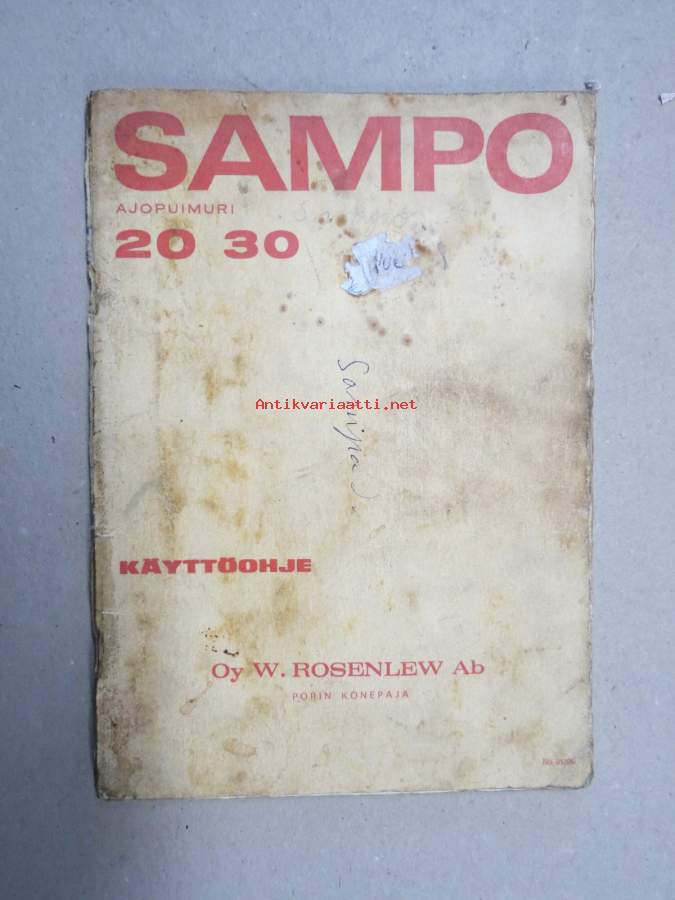 SAMPO
AJOPUIMURI
20 30
Antikvariaatti.net
KÄYTTÖOHJE
Oy W. ROSENLEW Ab
PORIN KONEPAJA